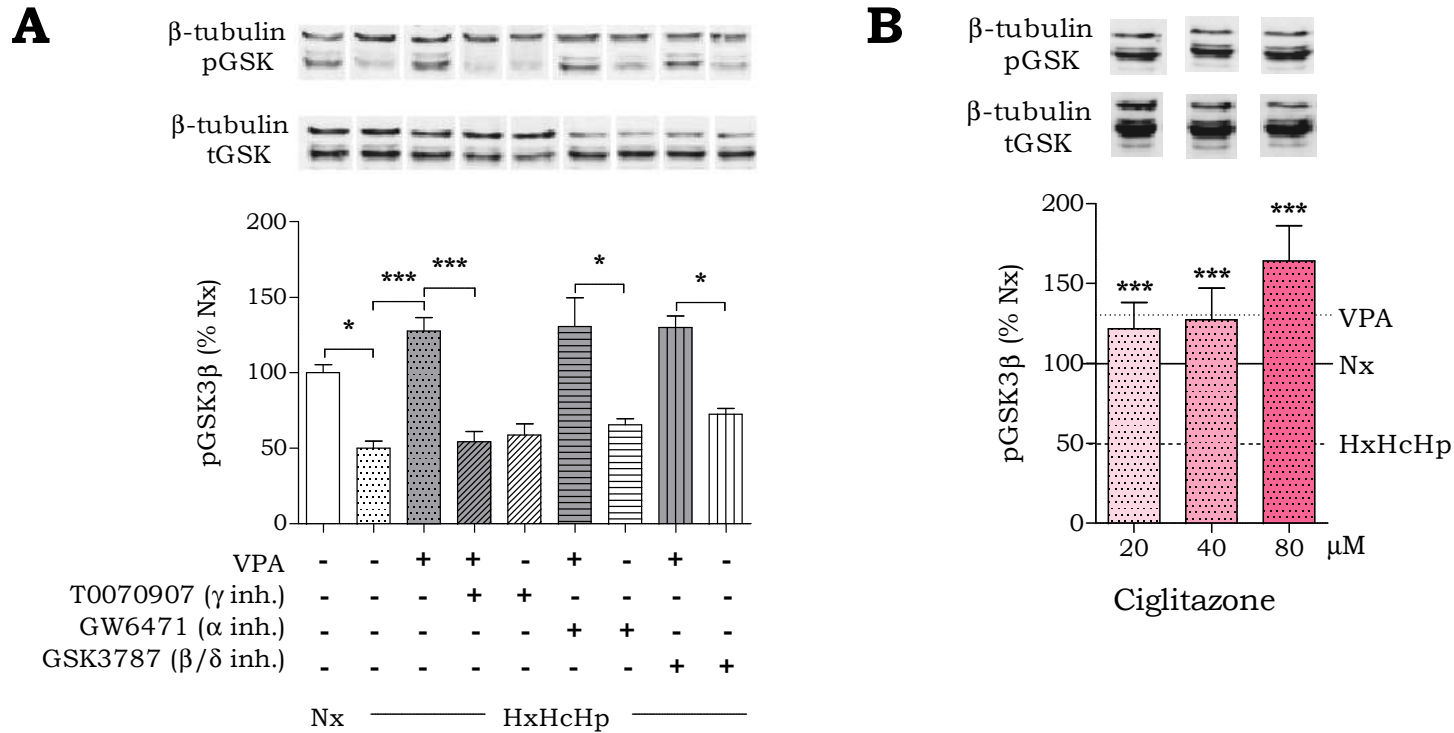 A
β-tubulin
pGSK
β-tubulin
tGSK
pGSK3β (% Nx)
200
150
100
50
0
*
***
***
*
*
VPA - - + + - + - + -
T0070907 (γ inh.) - - - + + - - - -
GW6471 (α inh.) - - - - - + + - -
GSK3787 (β/δ inh.) - - - - - - - + +
Nx HxHcHp
B
β-tubulin
pGSK
β-tubulin
tGSK
pGSK3β (% Nx)
200
150
100
50
0
***
***
***
VPA
Nx
HxHcHp
20 40 80 µM
Ciglitazone